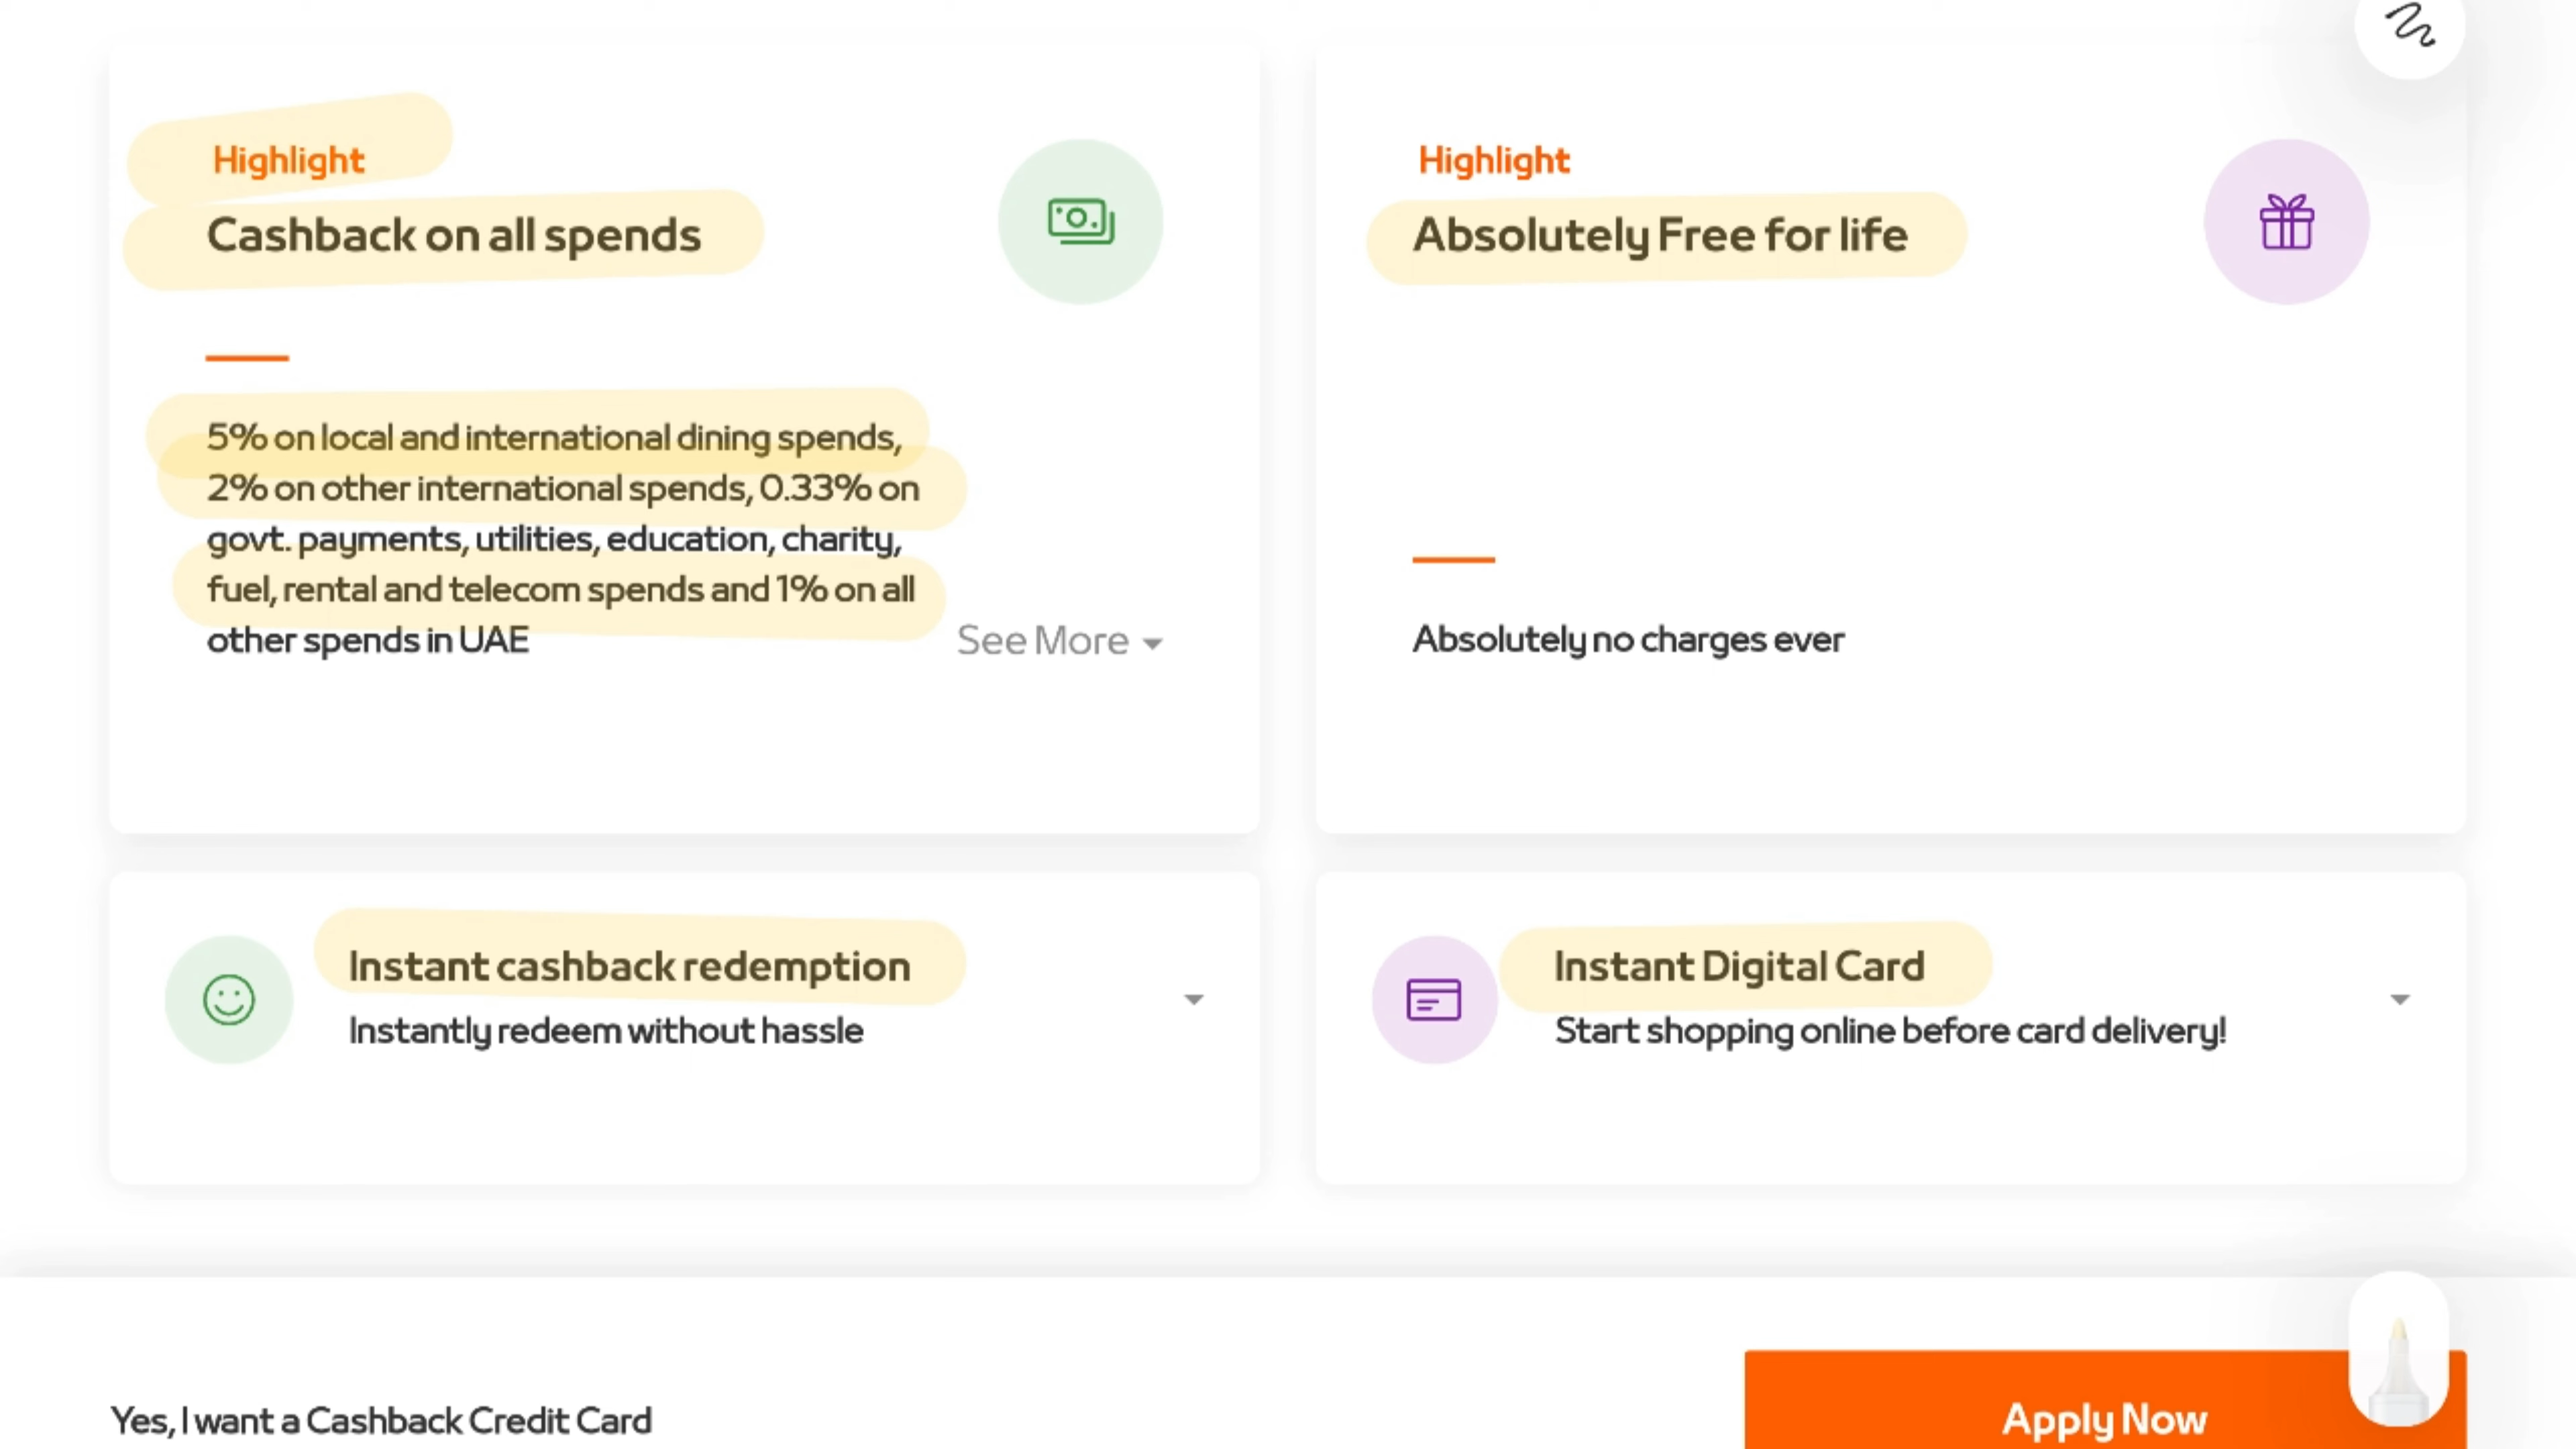 Highlight
Cashback on all spends
5% on local and international dining spends,
2% on other international spends, 0.33% on
govt. payments, utilities, education, charity,
fuel, rental and telecom spends and 1% on all
other spends in UAE
See More
Highlight
Absolutely Free for life
Absolutely no charges ever
Instant cashback redemption
Instantly redeem without hassle
Instant Digital Card
Start shopping online before card delivery!
Yes, I want a Cashback Credit Card
Apply Now